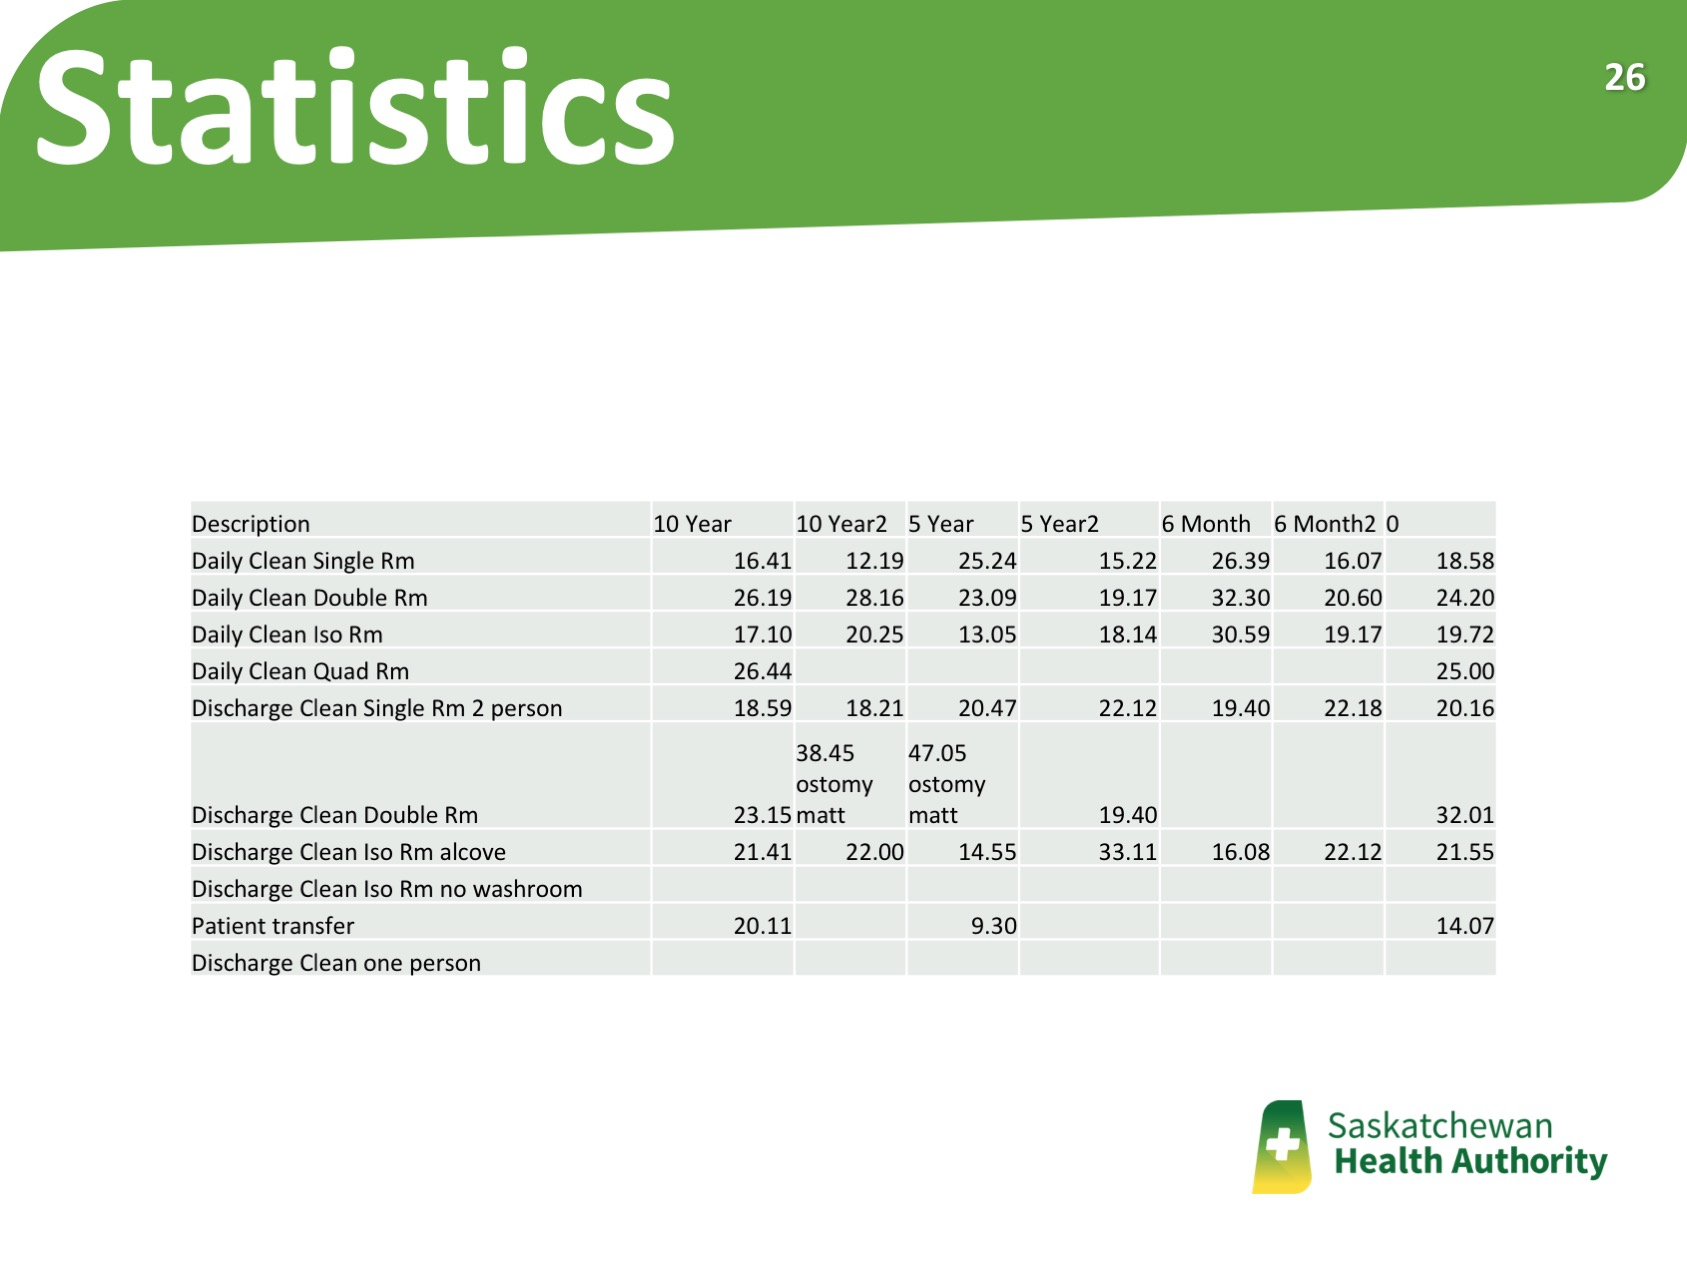 Statistics
26
Description 10 Year 10 Year2 5 Year 5 Year2 6 Month 6 Month2 0
Daily Clean Single Rm 16.41 12.19 25.24 15.22 26.39 16.07 18.58
Daily Clean Double Rm 26.19 28.16 23.09 19.17 32.30 20.60 24.20
Daily Clean Iso Rm 17.10 20.25 13.05 18.14 30.59 19.17 19.72
Daily Clean Quad Rm 26.44 25.00
Discharge Clean Single Rm 2 person 18.59 18.21 20.47 22.12 19.40 22.18 20.16
38.45 47.05
ostomy ostomy
Discharge Clean Double Rm 23.15 matt matt 19.40 32.01
Discharge Clean Iso Rm alcove 21.41 22.00 14.55 33.11 16.08 22.12 21.55
Discharge Clean Iso Rm no washroom
Patient transfer 20.11 9.30 14.07
Discharge Clean one person
Saskatchewan
Health Authority